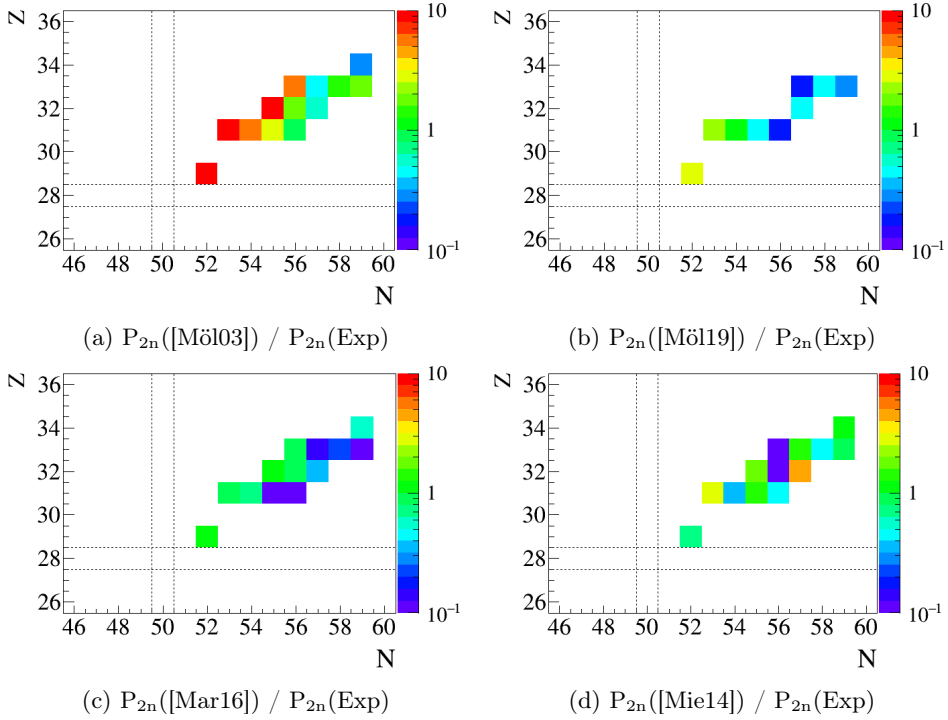 Z
36
34
32
30
28
26
46 48 50 52 54 56 58 60
N
10
1
10⁻¹
(a) P₂ₙ([Möl03]) / P₂ₙ(Exp)
Z
36
34
32
30
28
26
46 48 50 52 54 56 58 60
N
10
1
10⁻¹
(b) P₂ₙ([Möl19]) / P₂ₙ(Exp)
Z
36
34
32
30
28
26
46 48 50 52 54 56 58 60
N
10
1
10⁻¹
(c) P₂ₙ([Mar16]) / P₂ₙ(Exp)
Z
36
34
32
30
28
26
46 48 50 52 54 56 58 60
N
10
1
10⁻¹
(d) P₂ₙ([Mie14]) / P₂ₙ(Exp)